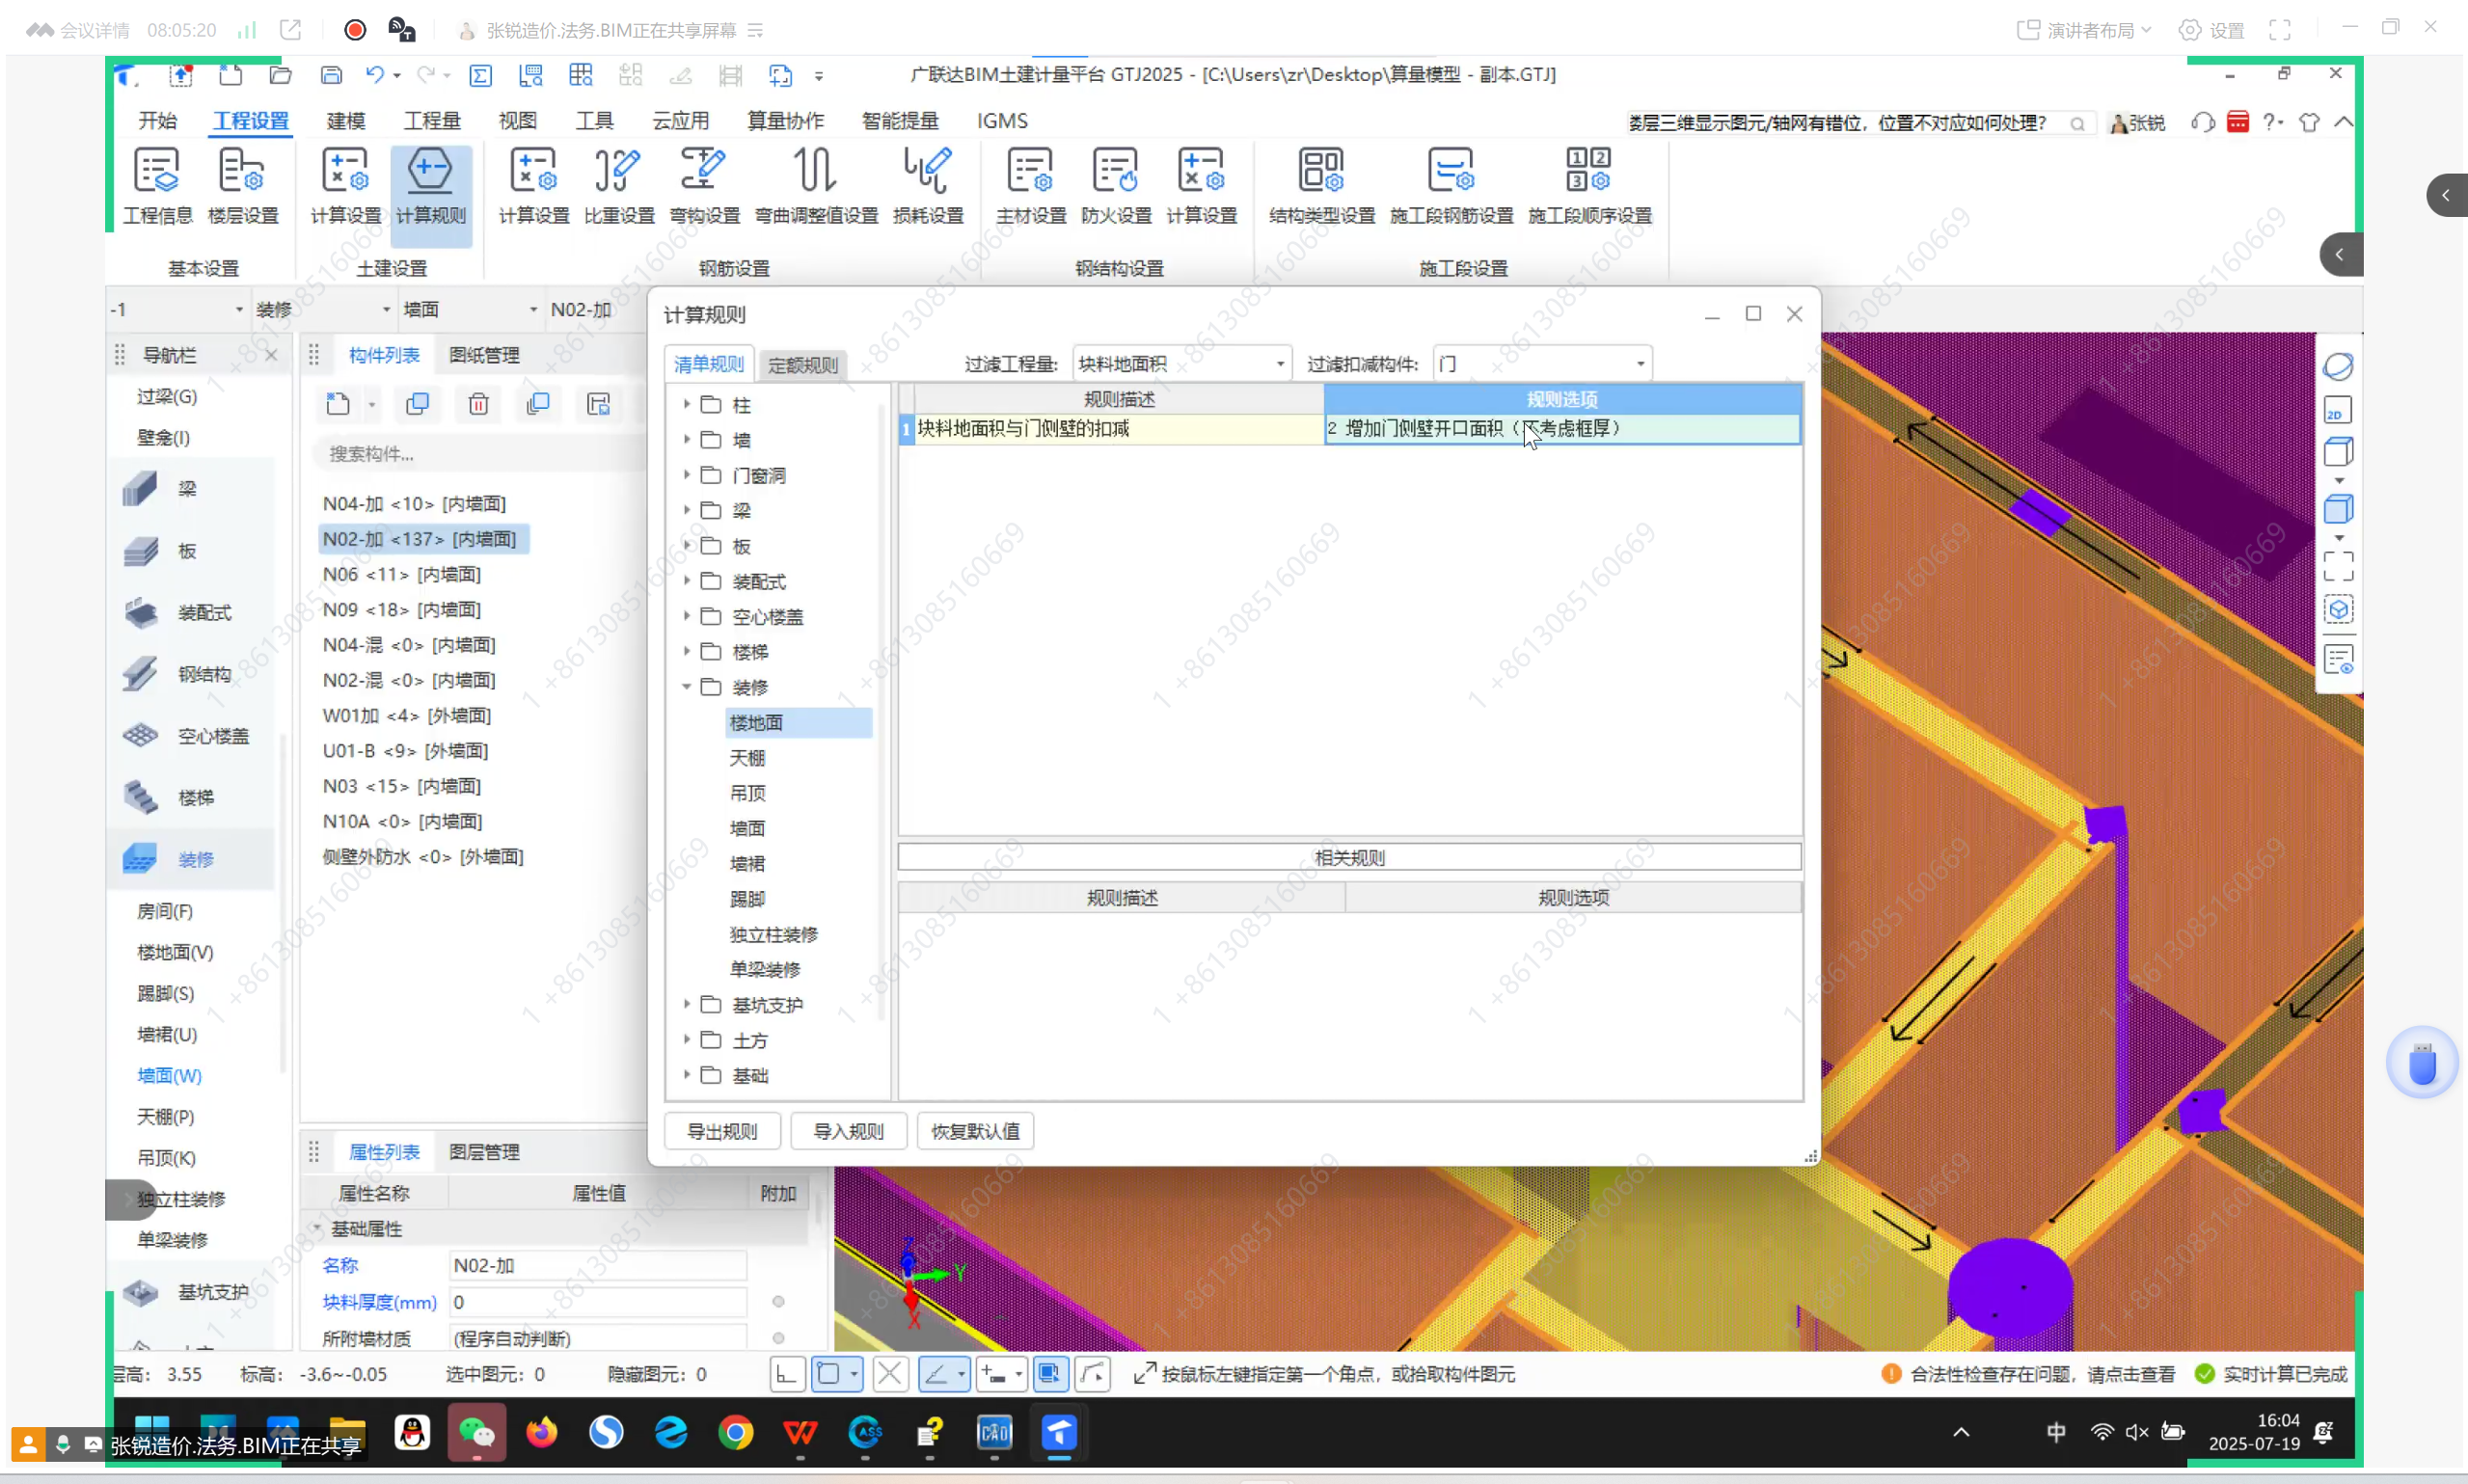 会议详情 08:05:20 张锐造价.法务.BIM正在共享屏幕 演讲者布局 设置
广联达BIM土建计量平台 GTJ2025 - [C:\Users\zr\Desktop\算量模型 - 副本.GTJ]
开始 工程设置 建模 工程量 视图 工具 云应用 算量协作 智能提量 IGMS
楼层三维显示图元/轴网有错位，位置不对应如何处理? 张锐
工程信息 楼层设置 计算设置 计算规则 计算设置 比重设置 弯钩设置 弯曲调整值设置 损耗设置 主材设置 防火设置 计算设置 结构类型设置 施工段钢筋设置 施工段顺序设置
基本设置 土建设置 钢筋设置 钢结构设置 施工段设置
-1 装修 墙面 N02-加
导航栏
过梁(G)
壁龛(I)
梁
板
装配式
钢结构
空心楼盖
楼梯
装修
房间(F)
楼地面(V)
踢脚(S)
墙裙(U)
墙面(W)
天棚(P)
吊顶(K)
独立柱装修
单梁装修
基坑支护
构件列表 图纸管理
搜索构件...
N04-加 <10> [内墙面]
N02-加 <137> [内墙面]
N06 <11> [内墙面]
N09 <18> [内墙面]
N04-混 <0> [内墙面]
N02-混 <0> [内墙面]
W01加 <4> [外墙面]
U01-B <9> [外墙面]
N03 <15> [内墙面]
N10A <0> [内墙面]
侧壁外防水 <0> [外墙面]
属性列表 图层管理
属性名称 属性值 附加
基础属性
名称 N02-加
块料厚度(mm) 0
所附墙材质 (程序自动判断)
计算规则
清单规则 定额规则 过滤工程量: 块料地面积 过滤扣减构件: 门
柱
墙
门窗洞
梁
板
装配式
空心楼盖
楼梯
装修
楼地面
天棚
吊顶
墙面
墙裙
踢脚
独立柱装修
单梁装修
基坑支护
土方
基础
规则描述 规则选项
1 块料地面积与门侧壁的扣减 2 增加门侧壁开口面积（不考虑框厚）
相关规则
规则描述 规则选项
导出规则 导入规则 恢复默认值
2D
Z
Y
X
1 +8613085160669
层高: 3.55 标高: -3.6~-0.05 选中图元: 0 隐藏图元: 0 按鼠标左键指定第一个角点，或拾取构件图元 合法性检查存在问题，请点击查看 实时计算已完成
张锐造价.法务.BIM正在共享
CASS
CAD
中
16:04
2025-07-19